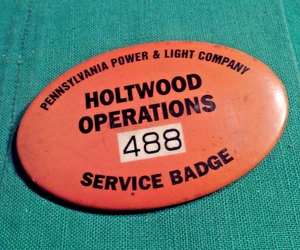 PENNSYLVANIA POWER & LIGHT COMPANY
HOLTWOOD
OPERATIONS
488
SERVICE BADGE